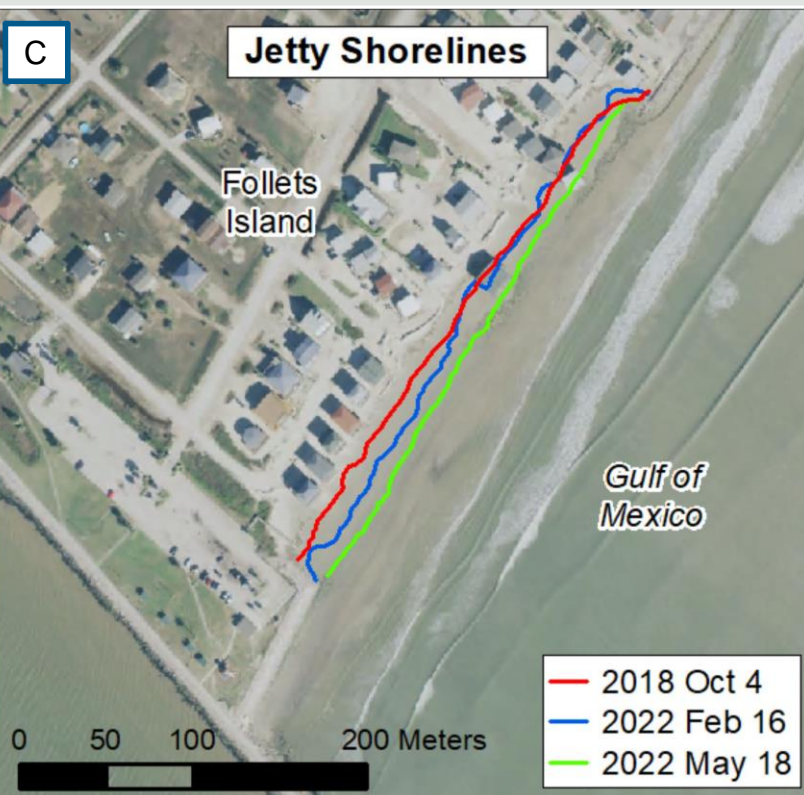 C
Jetty Shorelines
Follets
Island
Gulf of
Mexico
0 50 100 200 Meters
2018 Oct 4
2022 Feb 16
2022 May 18